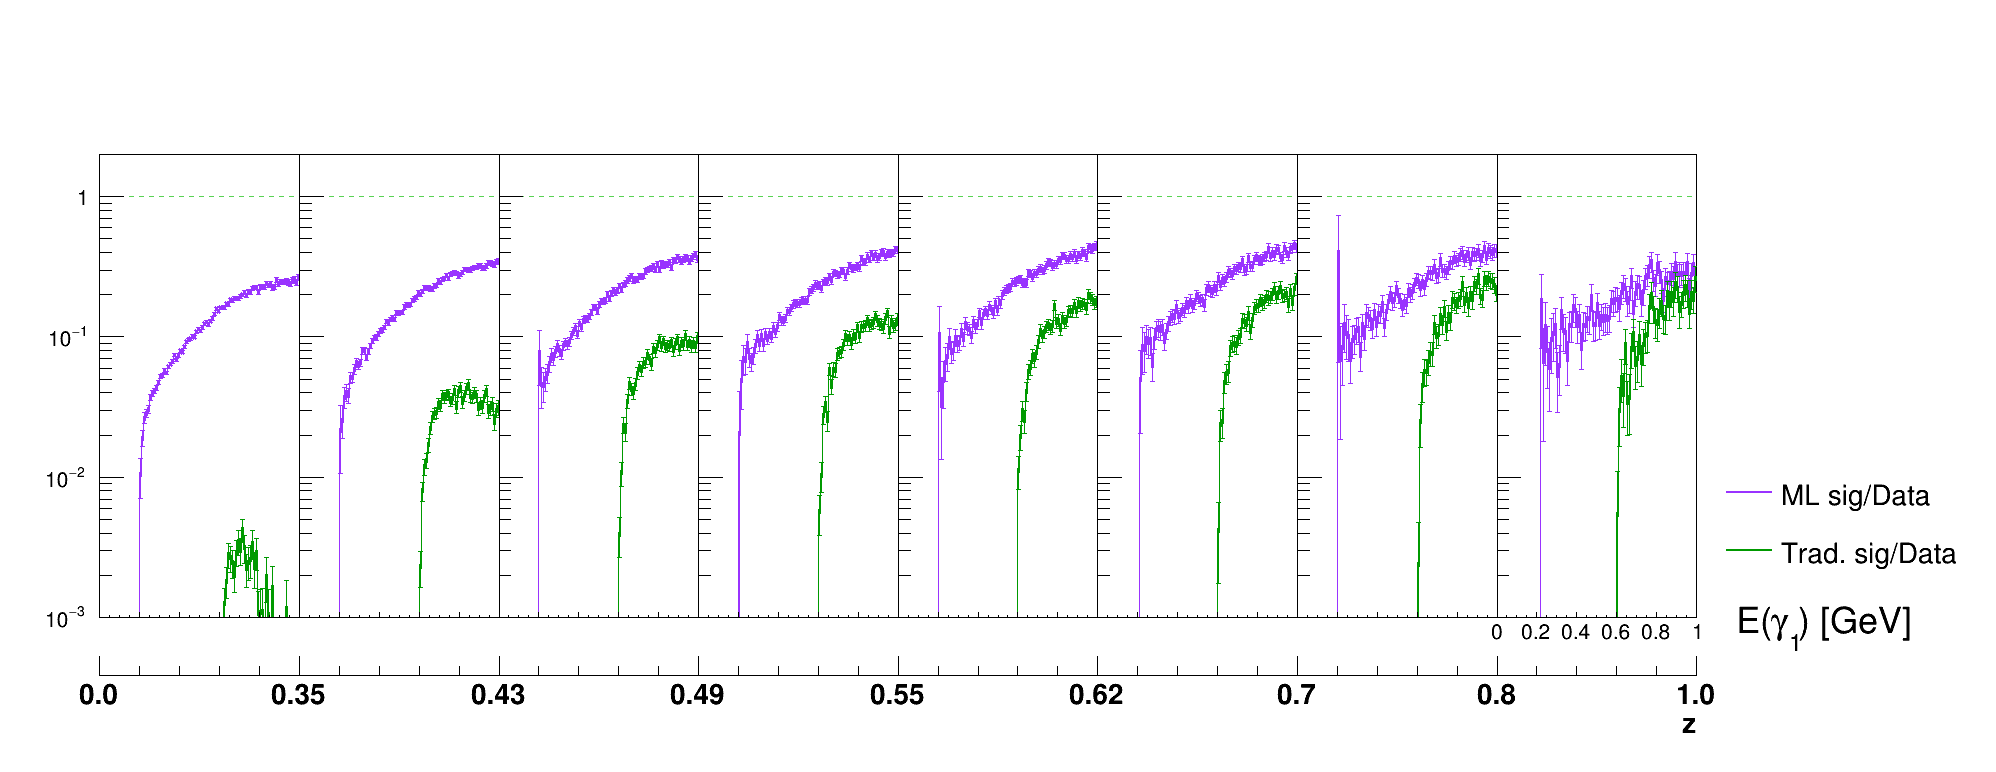 1
10⁻¹
10⁻²
10⁻³
ML sig/Data
Trad. sig/Data
0 0.2 0.4 0.6 0.8 1
E(γ₁) [GeV]
0.0 0.35 0.43 0.49 0.55 0.62 0.7 0.8 1.0
z